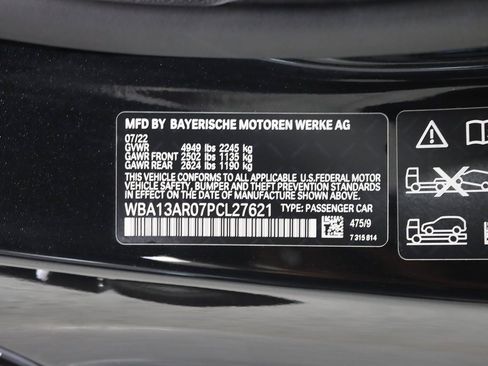 MFD BY BAYERISCHE MOTOREN WERKE AG
07/22
GVWR 4949 lbs 2245 kg
GAWR FRONT 2502 lbs 1135 kg
GAWR REAR 2624 lbs 1190 kg
THIS VEHICLE CONFORMS TO ALL APPLICABLE U.S. FEDERAL MOTOR
VEHICLE SAFETY, BUMPER, AND THEFT PREVENTION STANDARDS
IN EFFECT ON THE DATE OF MANUFACTURE SHOWN ABOVE.
WBA13AR07PCL27621 TYPE: PASSENGER CAR
475/9
7 315 814